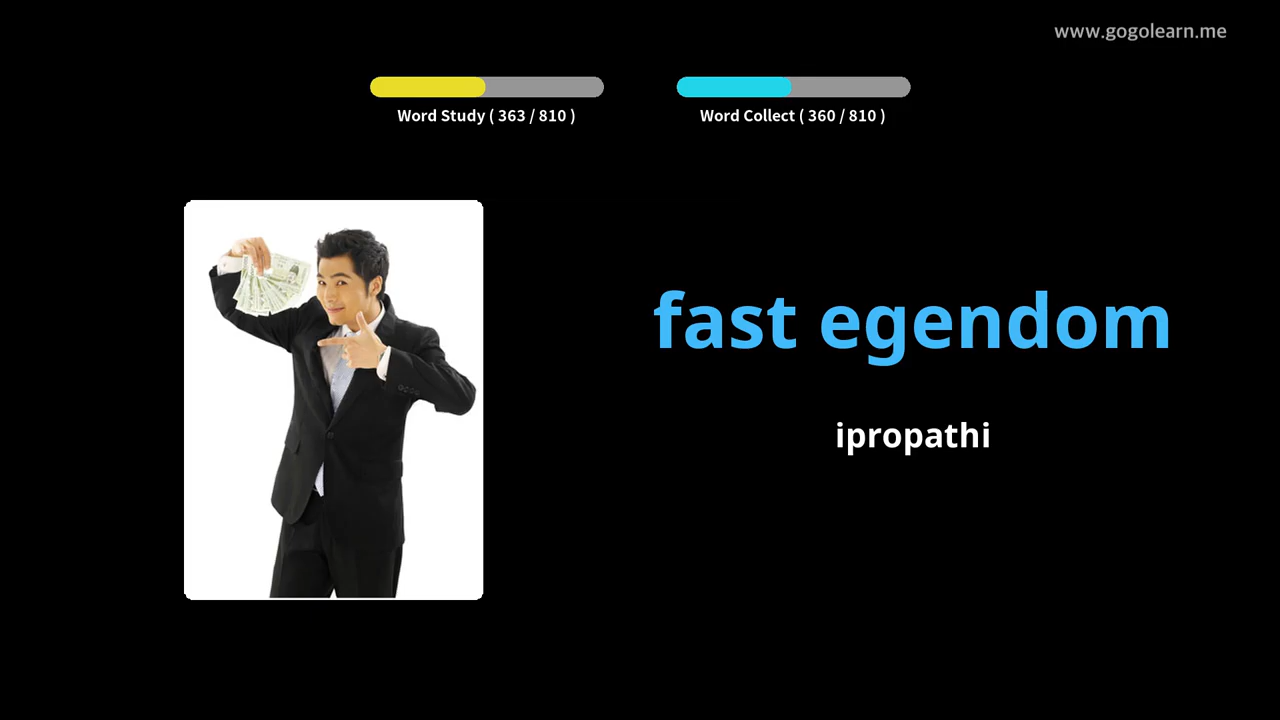 www.gogolearn.me
Word Study ( 363 / 810 )
Word Collect ( 360 / 810 )
fast egendom
ipropathi